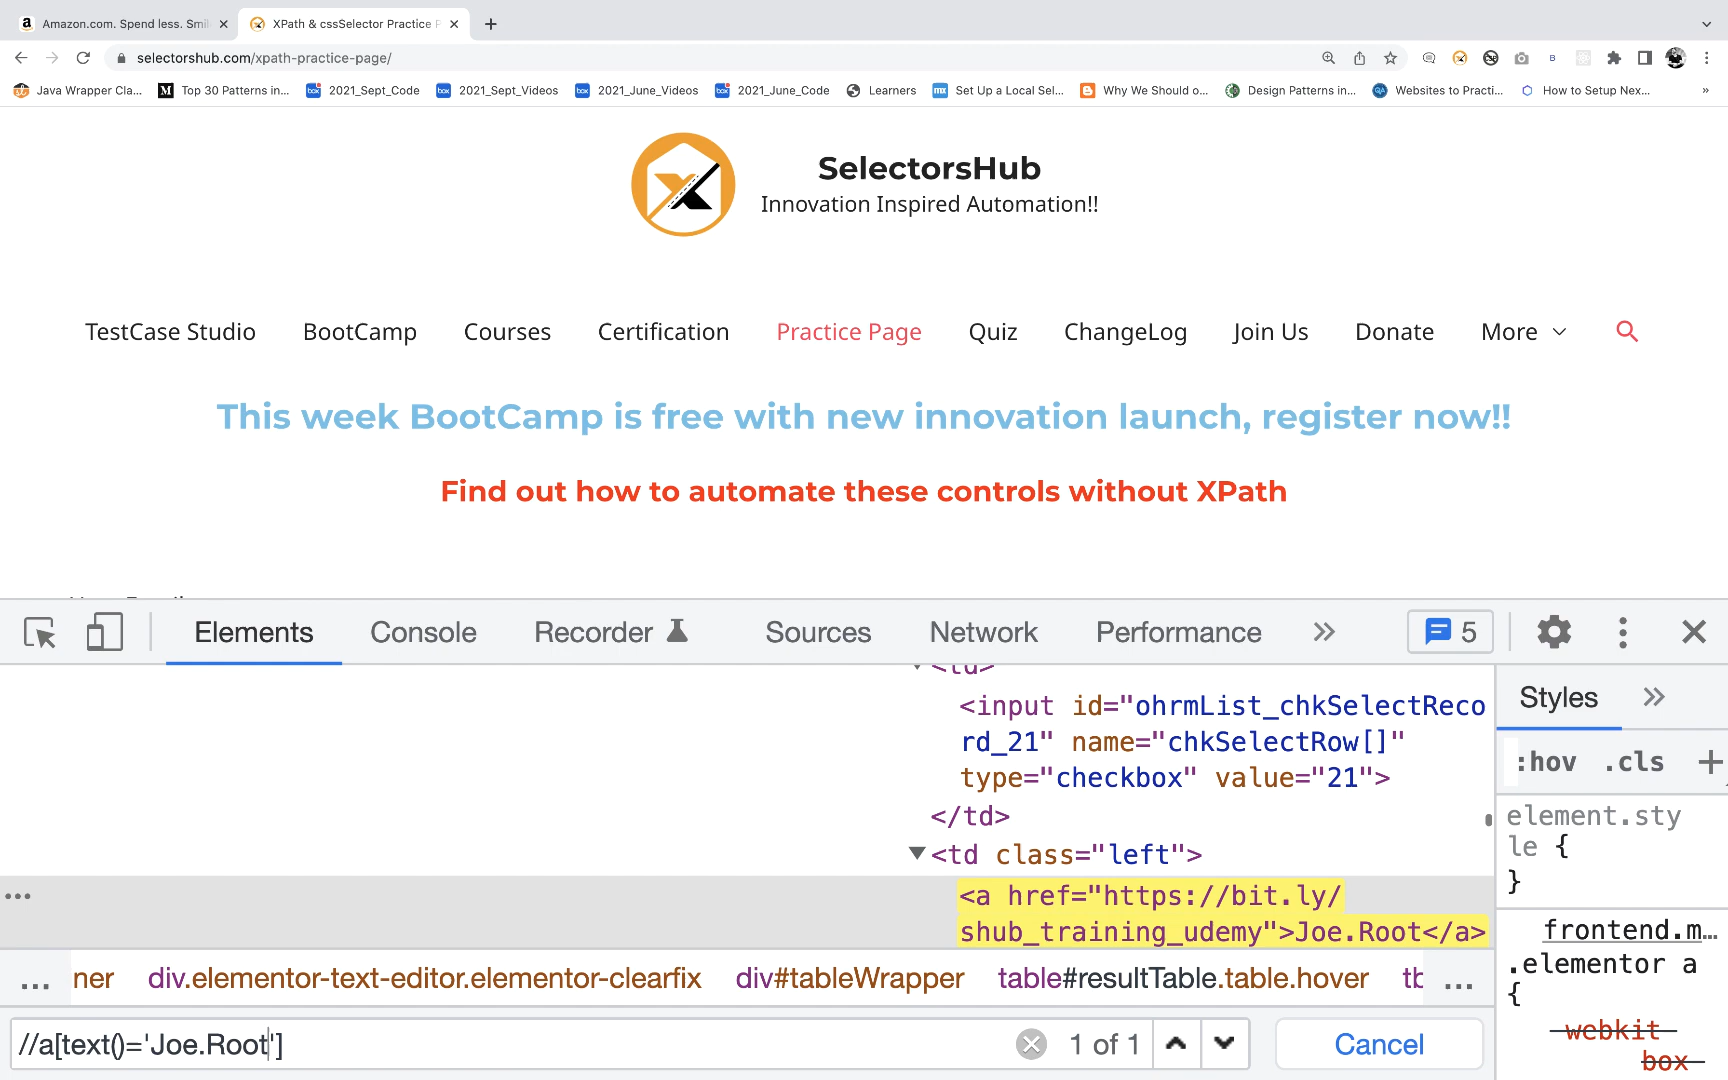 Amazon.com. Spend less. Smi
XPath & cssSelector Practice P
selectorshub.com/xpath-practice-page/
Java Wrapper Cla...
Top 30 Patterns in...
2021_Sept_Code
2021_Sept_Videos
2021_June_Videos
2021_June_Code
Learners
Set Up a Local Sel...
Why We Should o...
Design Patterns in...
Websites to Practi...
How to Setup Nex...
»
SelectorsHub
Innovation Inspired Automation!!
TestCase Studio
BootCamp
Courses
Certification
Practice Page
Quiz
ChangeLog
Join Us
Donate
More
This week BootCamp is free with new innovation launch, register now!!
Find out how to automate these controls without XPath
Elements
Console
Recorder
Sources
Network
Performance
5
<td>
<input id="ohrmList_chkSelectReco
rd_21" name="chkSelectRow[]"
type="checkbox" value="21">
</td>
<td class="left">
<a href="https://bit.ly/
shub_training_udemy">Joe.Root</a>
... ner div.elementor-text-editor.elementor-clearfix div#tableWrapper table#resultTable.table.hover tb ...
//a[text()='Joe.Root']
1 of 1
Cancel
Styles
:hov .cls +
element.sty
le {
}
frontend.m…
.elementor a
{
-webkit-
box-